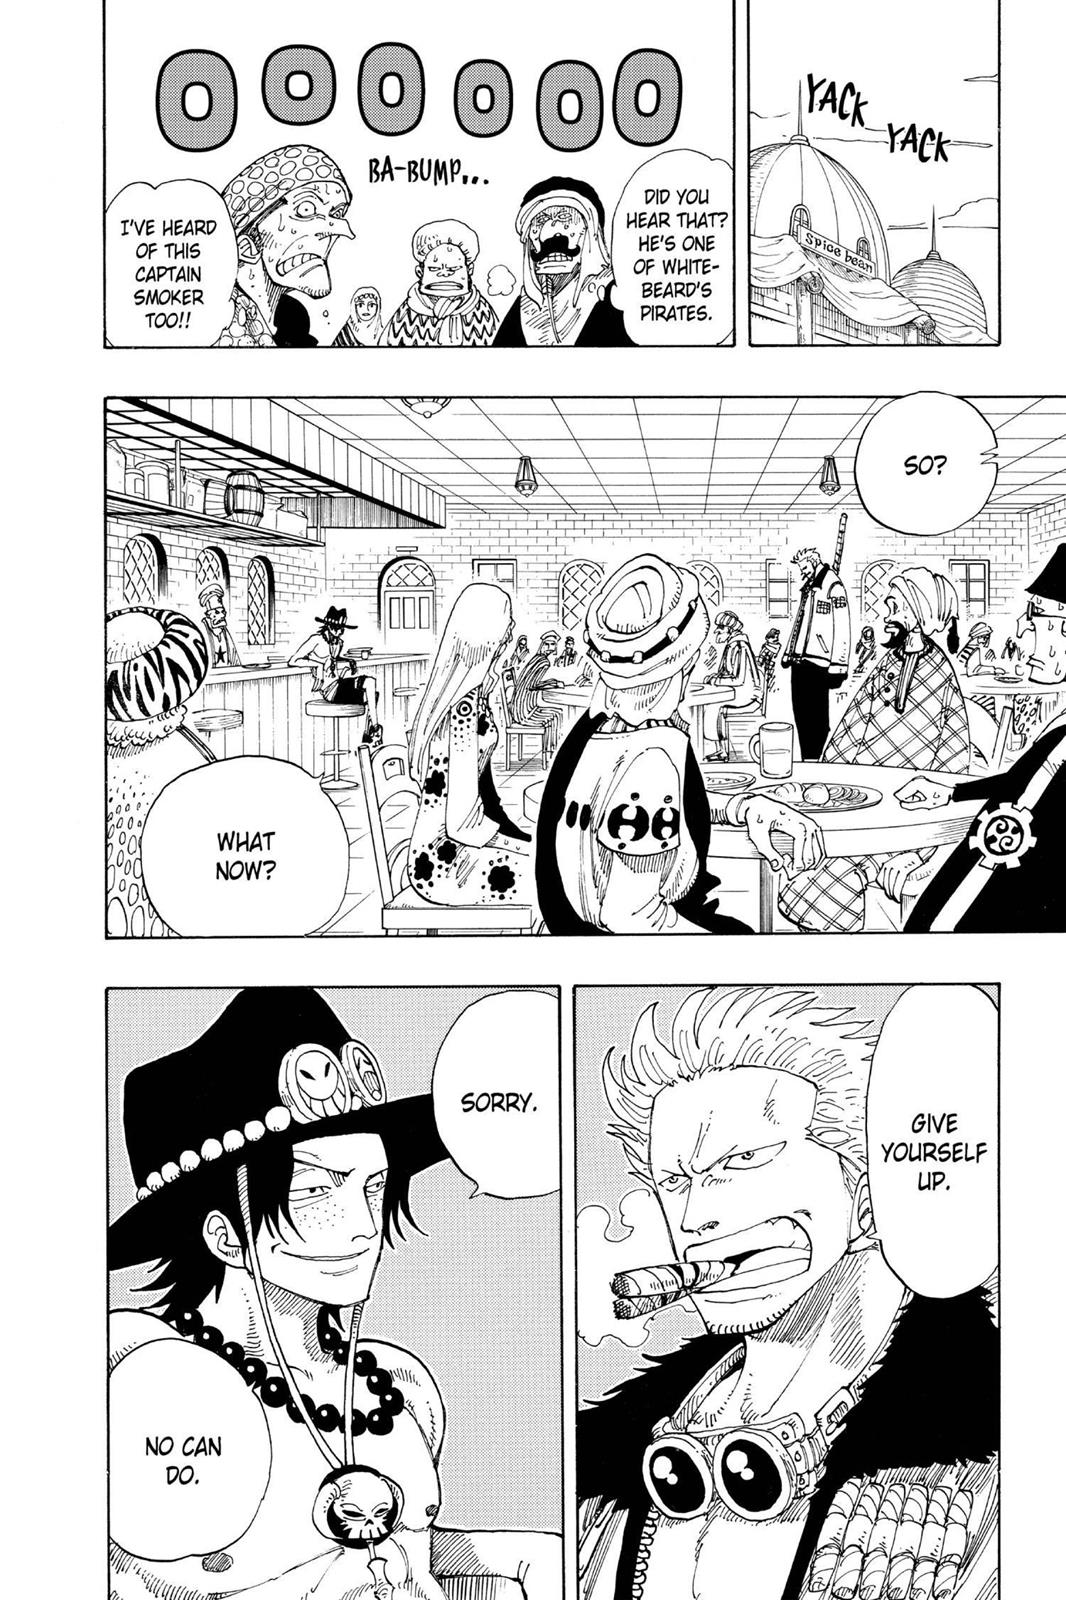 YACK
YACK
Spice bean
DID YOU
HEAR THAT?
HE'S ONE
OF WHITE-
BEARD'S
PIRATES.
BA-BUMP...
I'VE HEARD
OF THIS
CAPTAIN
SMOKER
TOO!!
SO?
WHAT
NOW?
GIVE
YOURSELF
UP.
SORRY.
NO CAN
DO.